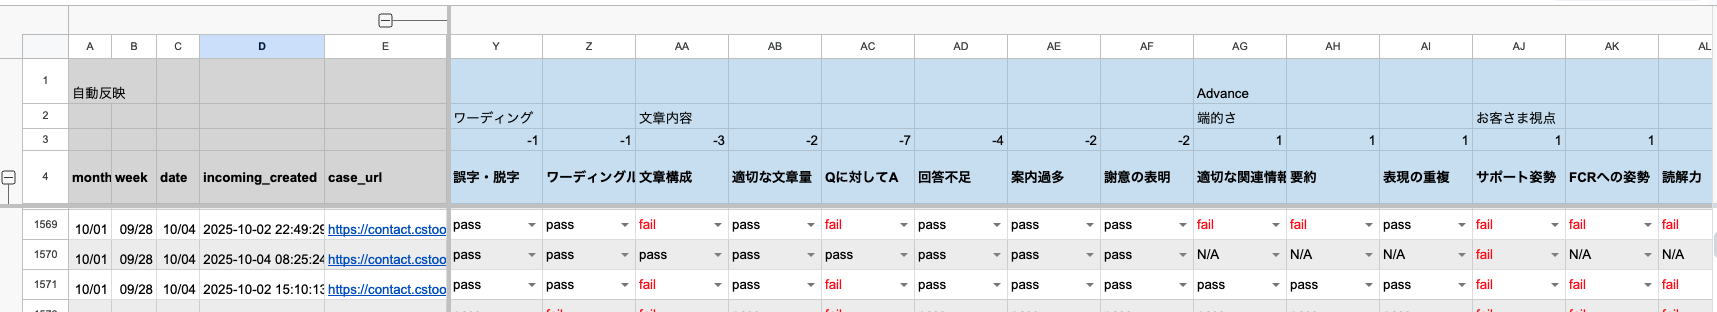 A B C D E Y Z AA AB AC AD AE AF AG AH AI AJ AK AL
1 自動反映 Advance
2 ワーディング 文章内容 端的さ お客さま視点
3 -1 -1 -3 -2 -7 -4 -2 -2 1 1 1 1 1
4 month week date incoming_created case_url 誤字・脱字 ワーディングル 文章構成 適切な文章量 Qに対してA 回答不足 案内過多 謝意の表明 適切な関連情報 要約 表現の重複 サポート姿勢 FCRへの姿勢 読解力
1569 10/01 09/28 10/04 2025-10-02 22:49:29 https://contact.cstoo pass pass fail pass fail pass pass pass fail fail pass fail fail fail
1570 10/01 09/28 10/04 2025-10-04 08:25:24 https://contact.cstoo pass pass pass pass pass pass pass pass N/A N/A N/A fail N/A N/A
1571 10/01 09/28 10/04 2025-10-02 15:10:13 https://contact.cstoo pass pass fail pass fail pass pass pass pass pass pass fail fail fail